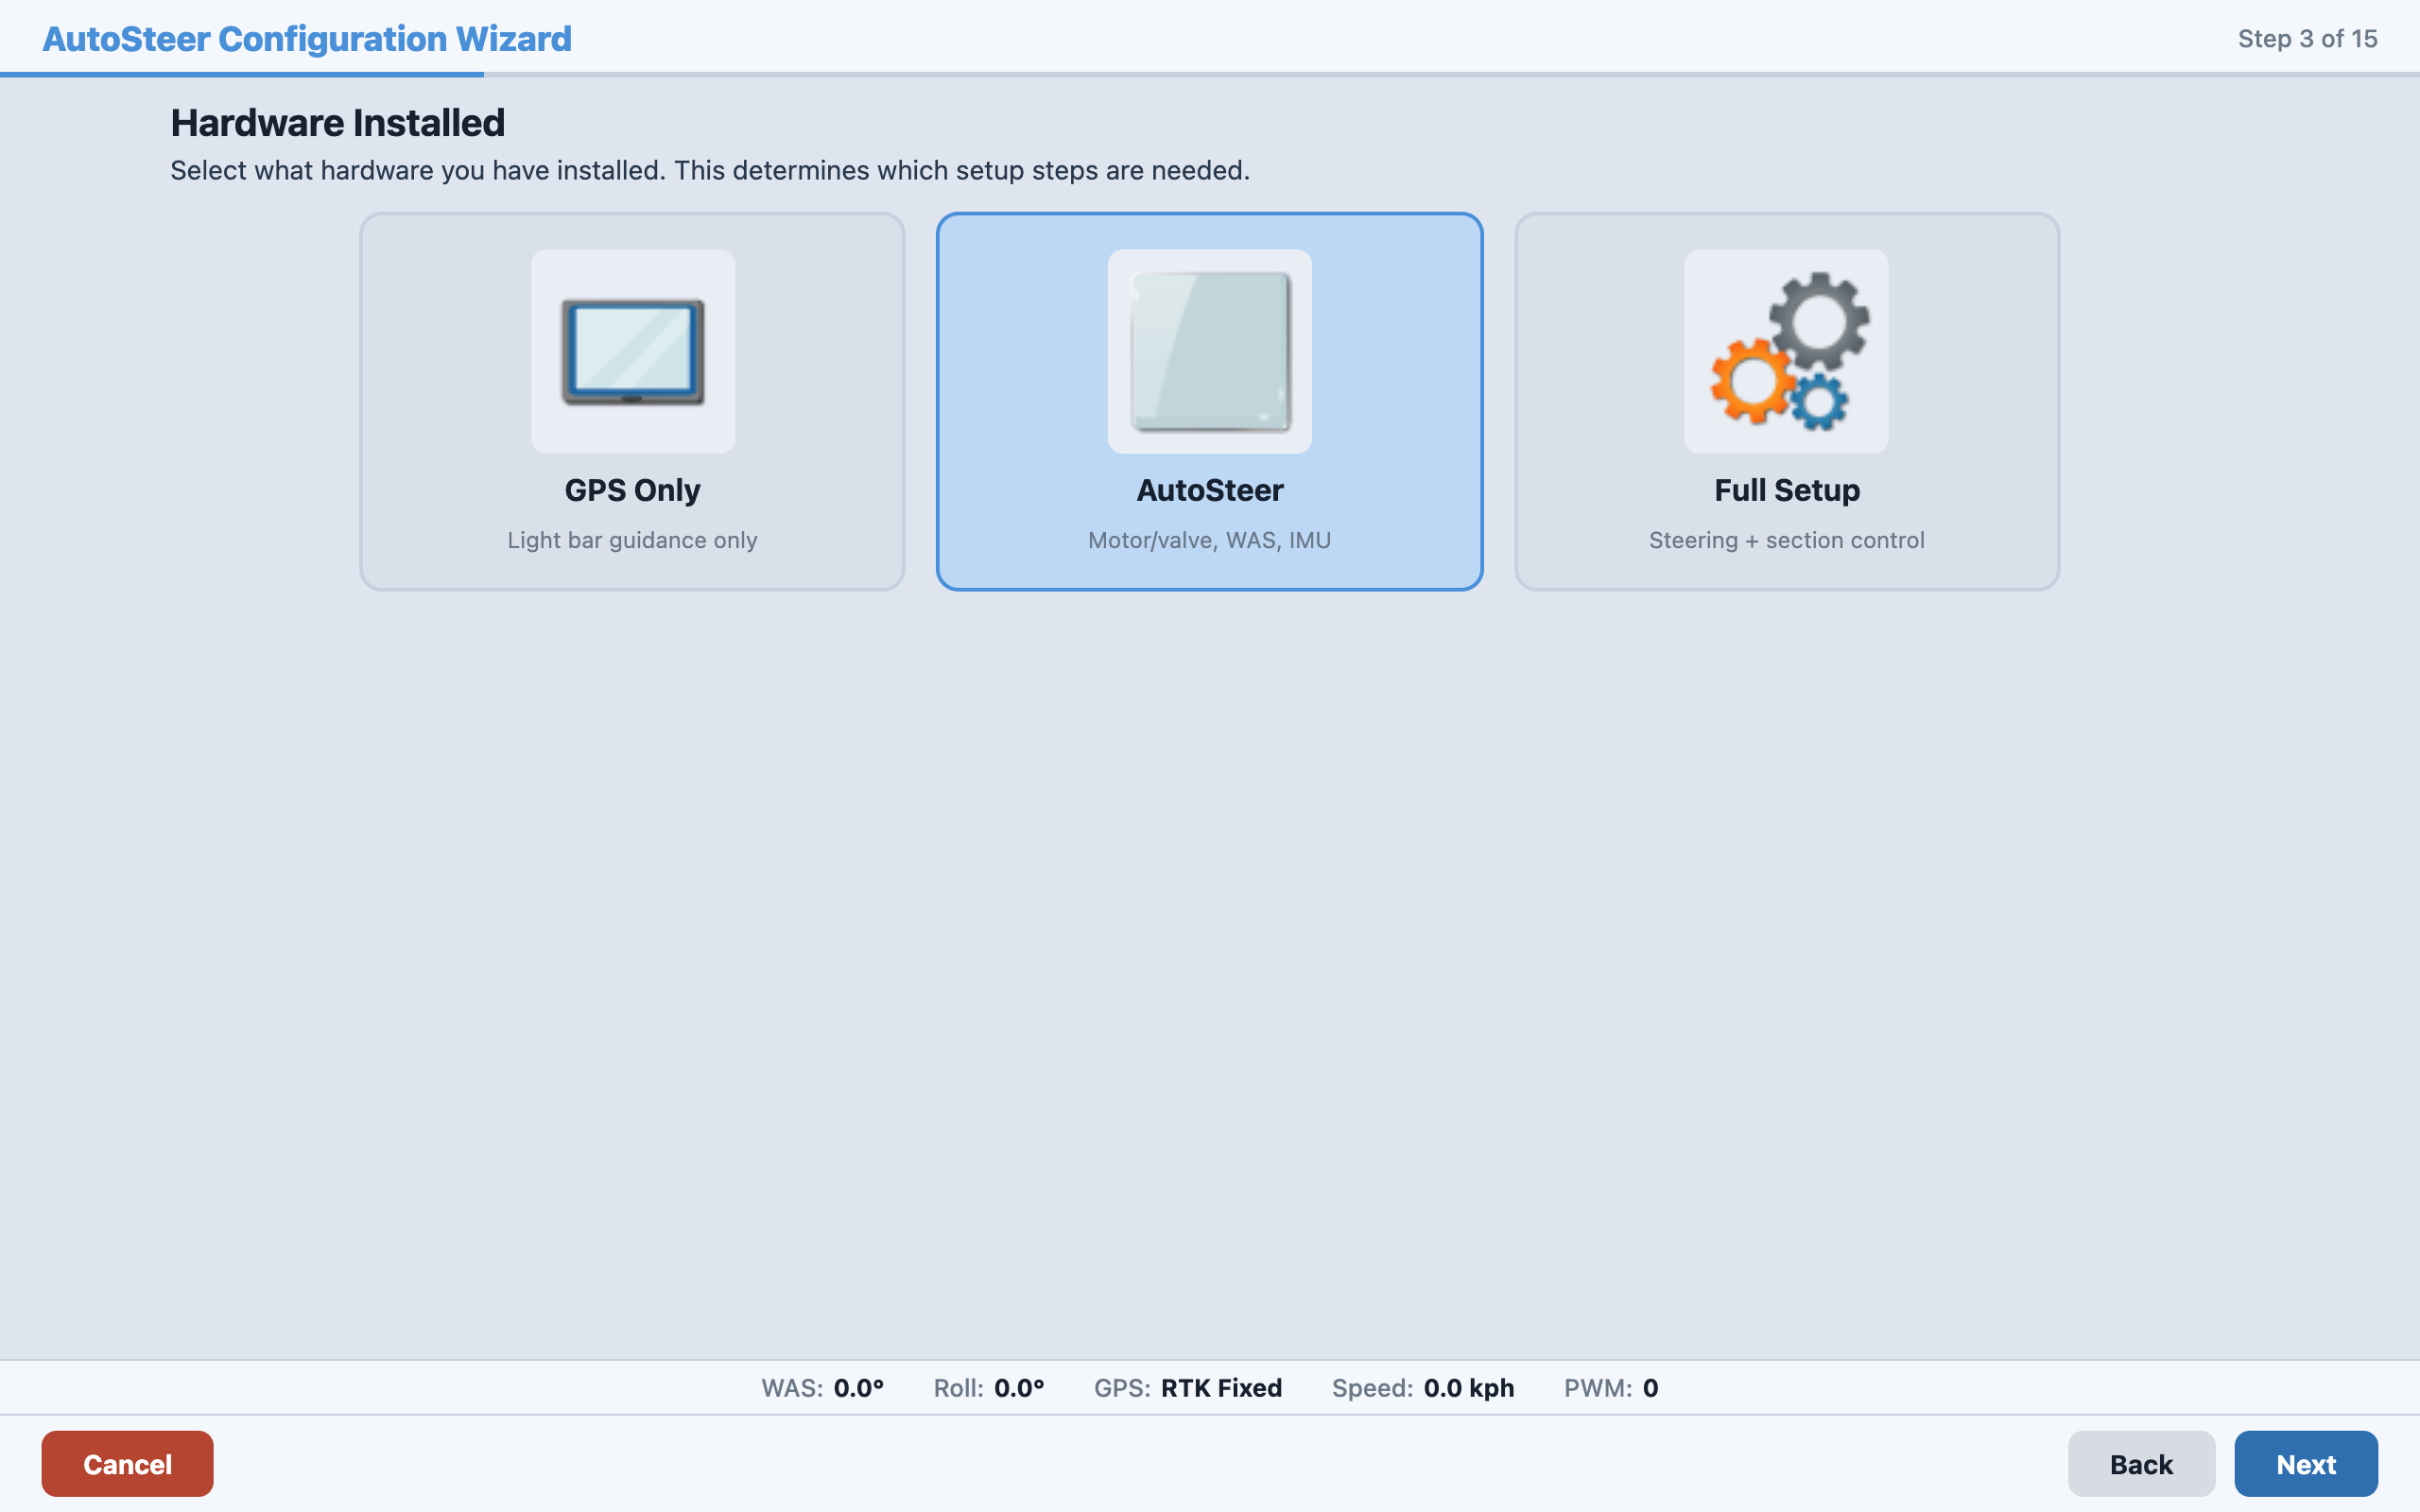 AutoSteer Configuration Wizard
Step 3 of 15
Hardware Installed
Select what hardware you have installed. This determines which setup steps are needed.
GPS Only
Light bar guidance only
AutoSteer
Motor/valve, WAS, IMU
Full Setup
Steering + section control
WAS: 0.0° Roll: 0.0° GPS: RTK Fixed Speed: 0.0 kph PWM: 0
Cancel
Back
Next